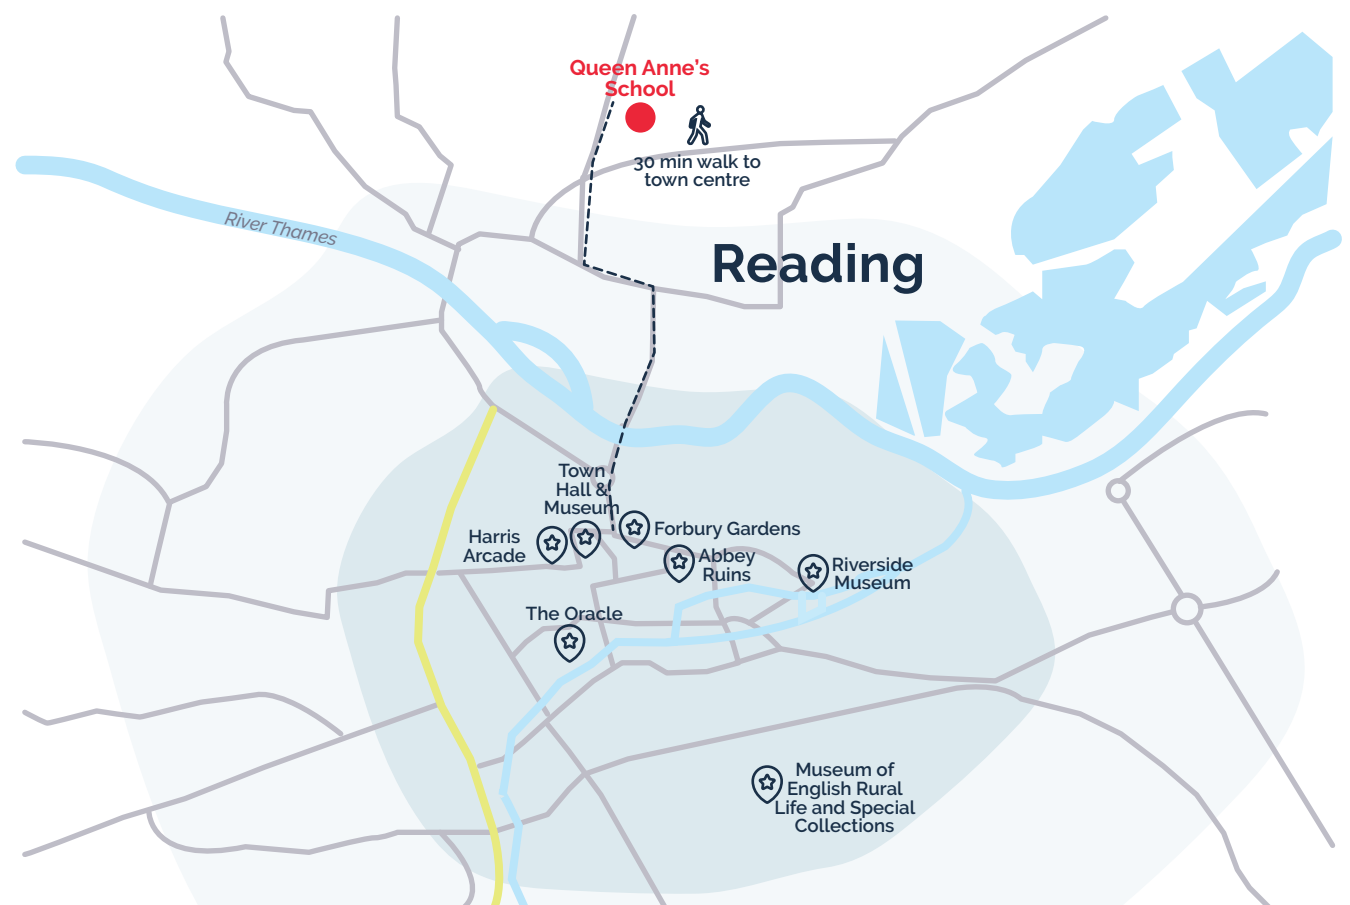 Queen Anne’s
School
30 min walk to
town centre
River Thames
Reading
Town
Hall &
Museum
Forbury Gardens
Harris
Arcade
Abbey
Ruins
Riverside
Museum
The Oracle
Museum of
English Rural
Life and Special
Collections